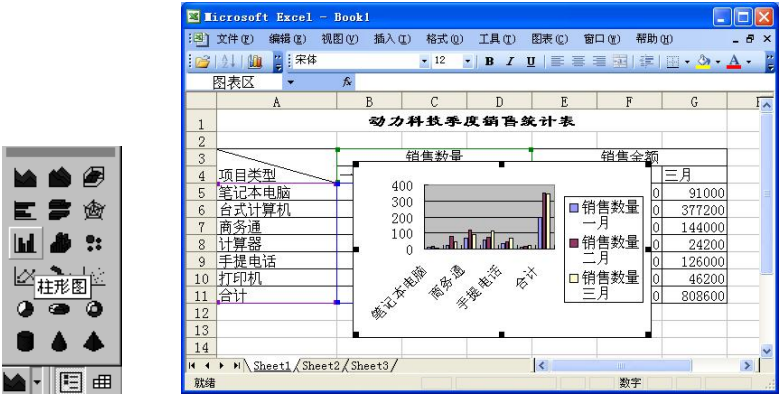 柱形图
Microsoft Excel - Book1
文件(F) 编辑(E) 视图(V) 插入(I) 格式(O) 工具(T) 图表(C) 窗口(W) 帮助(H)
宋体 12 B I U
图表区 fx
A B C D E F G
1 动力科技季度销售统计表
2
3 销售数量 销售金额
4 项目类型 三月
5 笔记本电脑 0 91000
6 台式计算机 0 377200
7 商务通 0 144000
8 计算器 0 24200
9 手提电话 0 126000
10 打印机 0 46200
11 合计 0 808600
12
13
14
400
300
200
100
0
笔记本电脑 商务通 手提电话 合计
销售数量
一月
销售数量
二月
销售数量
三月
Sheet1 Sheet2 Sheet3
就绪 数字